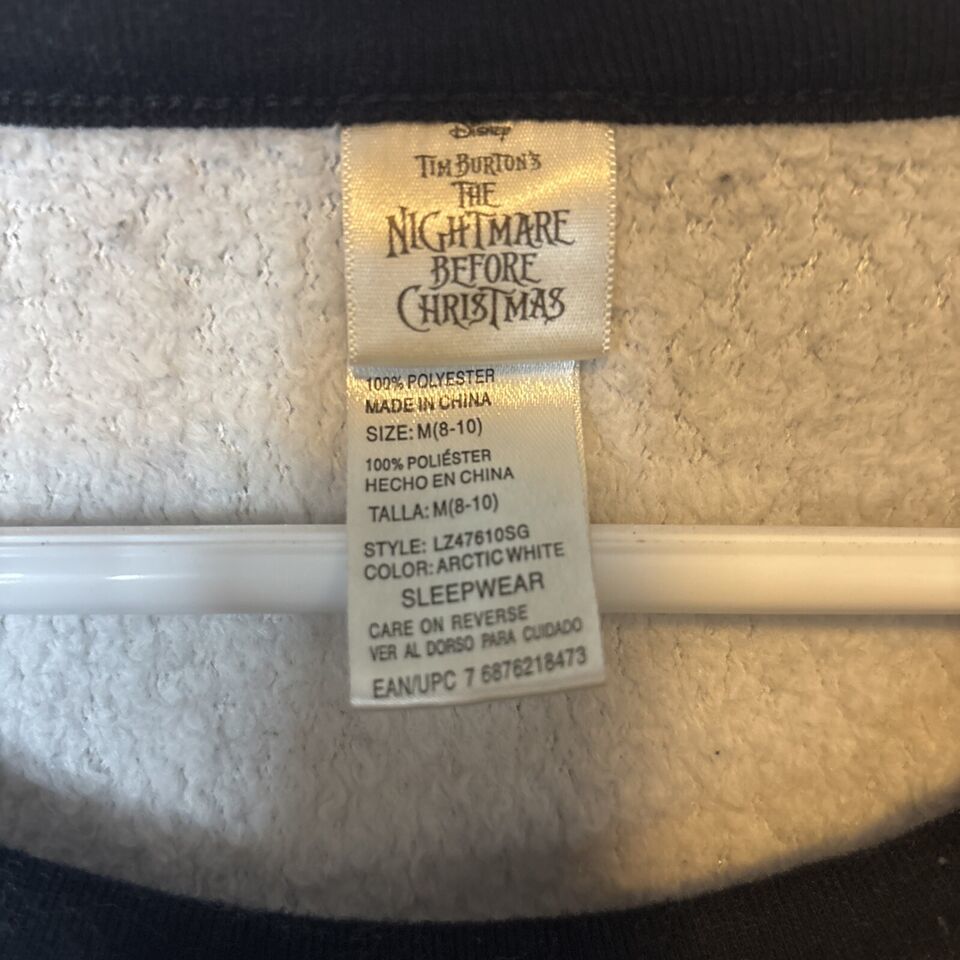 Disney
TIM BURTON'S
THE
NIGHTMARE
BEFORE
CHRISTMAS
100% POLYESTER
MADE IN CHINA
SIZE: M(8-10)
100% POLIÉSTER
HECHO EN CHINA
TALLA: M(8-10)
STYLE: LZ47610SG
COLOR: ARCTIC WHITE
SLEEPWEAR
CARE ON REVERSE
VER AL DORSO PARA CUIDADO
EAN/UPC 7 6876218473